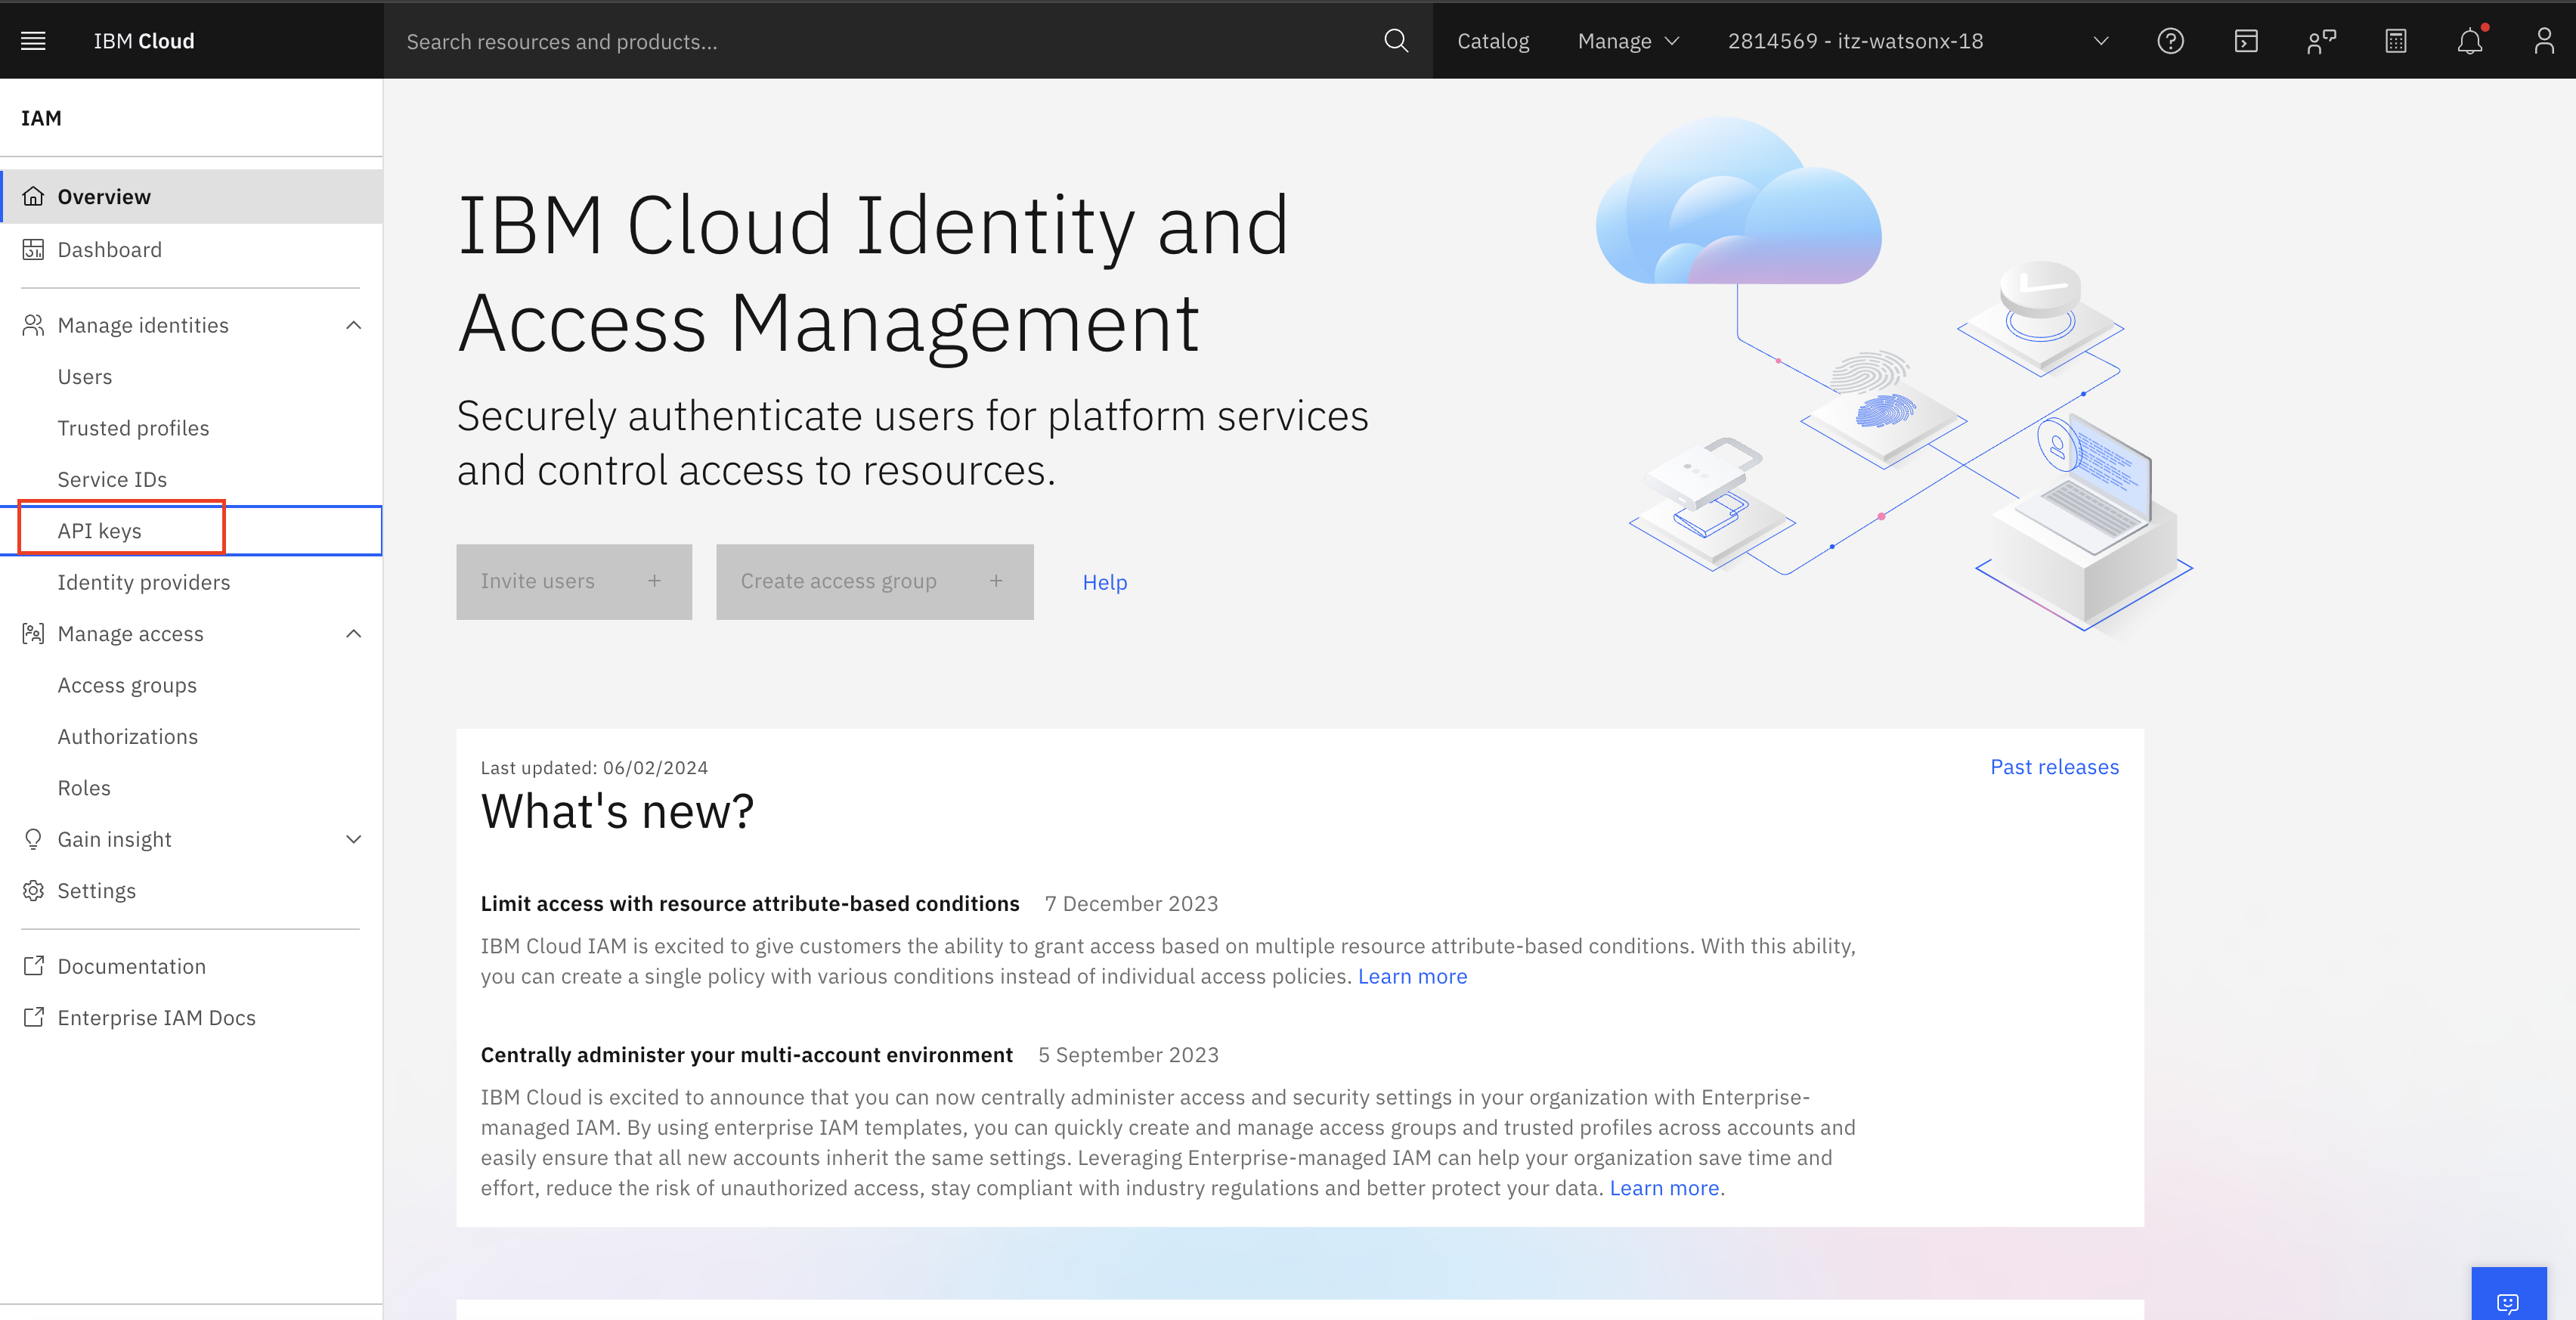 IBM Cloud
Search resources and products...
Catalog
Manage
2814569 - itz-watsonx-18
IAM
Overview
Dashboard
Manage identities
Users
Trusted profiles
Service IDs
API keys
Identity providers
Manage access
Access groups
Authorizations
Roles
Gain insight
Settings
Documentation
Enterprise IAM Docs
IBM Cloud Identity and
Access Management
Securely authenticate users for platform services
and control access to resources.
Invite users +
Create access group +
Help
Last updated: 06/02/2024
Past releases
What's new?
Limit access with resource attribute-based conditions 7 December 2023
IBM Cloud IAM is excited to give customers the ability to grant access based on multiple resource attribute-based conditions. With this ability,
you can create a single policy with various conditions instead of individual access policies. Learn more
Centrally administer your multi-account environment 5 September 2023
IBM Cloud is excited to announce that you can now centrally administer access and security settings in your organization with Enterprise-
managed IAM. By using enterprise IAM templates, you can quickly create and manage access groups and trusted profiles across accounts and
easily ensure that all new accounts inherit the same settings. Leveraging Enterprise-managed IAM can help your organization save time and
effort, reduce the risk of unauthorized access, stay compliant with industry regulations and better protect your data. Learn more.